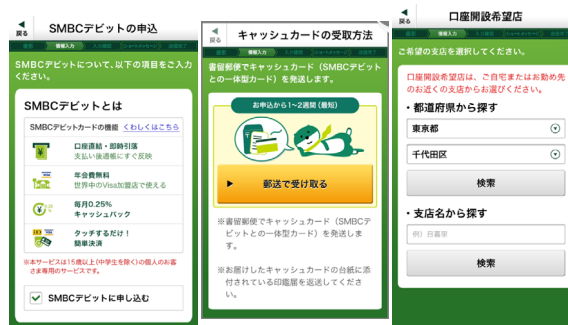 戻る
SMBCデビットの申込
情報入力
SMBCデビットについて、以下の項目をご入力
ください。
SMBCデビットとは
SMBCデビットカードの機能 くわしくはこちら
口座直結・即時引落
支払い後通帳にすぐ反映
年会費無料
世界中のVisa加盟店で使える
毎月0.25%
キャッシュバック
タッチするだけ！
簡単決済
※本サービスは15歳以上(中学生を除く)の個人のお客
さま専用のサービスです。
SMBCデビットに申し込む
戻る
キャッシュカードの受取方法
情報入力
書留郵便でキャッシュカード（SMBCデビット
との一体型カード）を発送します。
お申込から1〜2週間(最短)
郵送で受け取る
※書留郵便でキャッシュカード（SMBCデ
ビットとの一体型カード）を発送しま
す。
※お届けしたキャッシュカードの台紙に添
付されている印鑑届を返送してくださ
い。
戻る
口座開設希望店
情報入力
ご希望の支店を選択してください。
口座開設希望店は、ご自宅またはお勤め先
のお近くの支店からお選びください。
・都道府県から探す
東京都
千代田区
検索
・支店名から探す
例）日喜里
検索